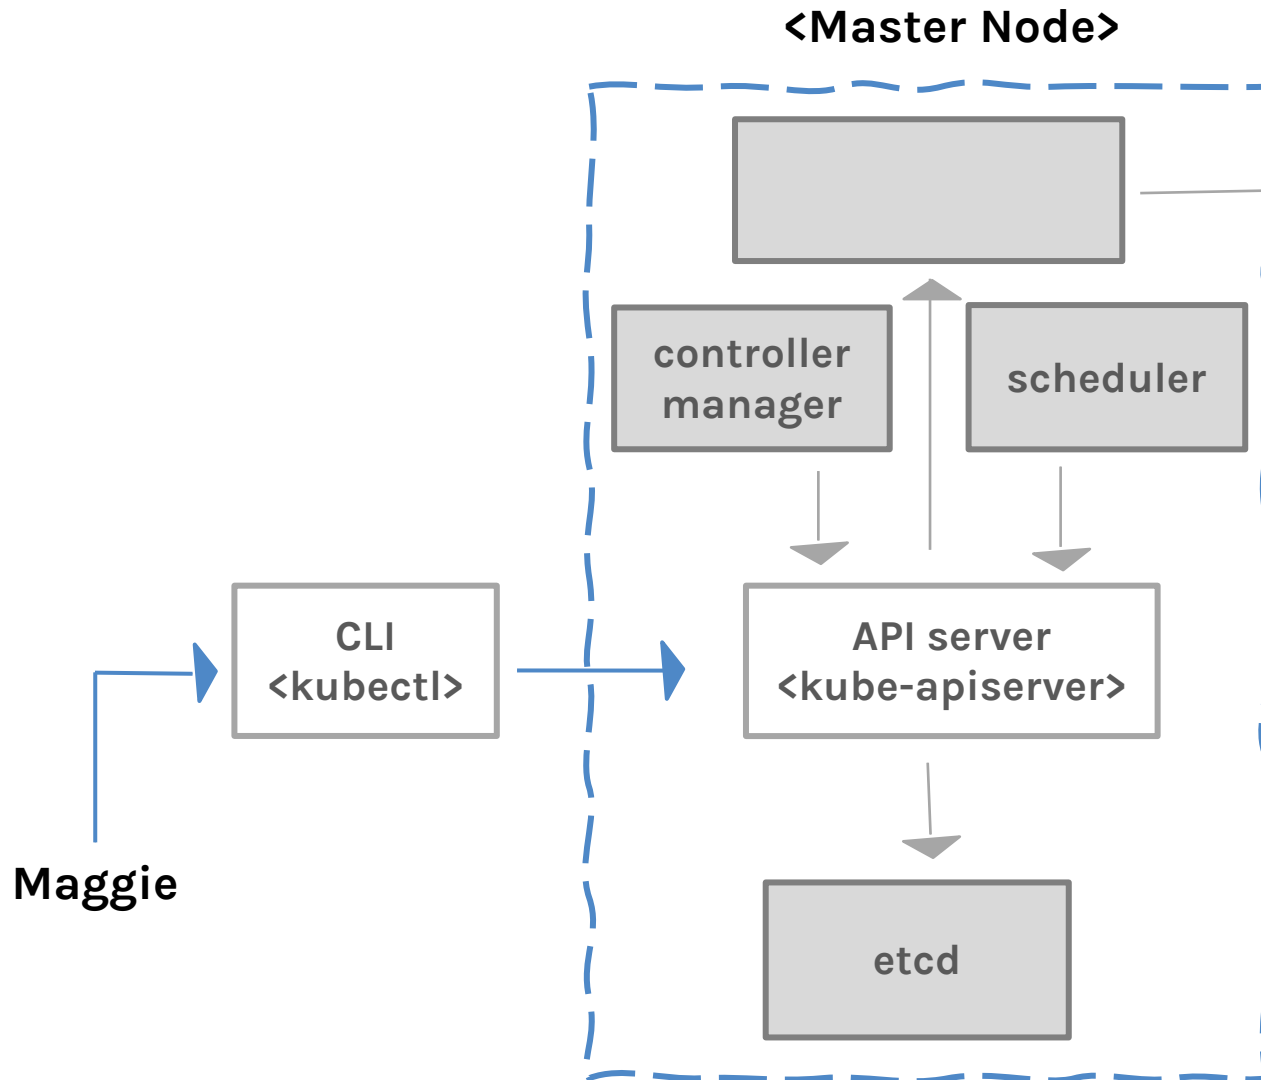 <Master Node>
controller
manager
scheduler
CLI
<kubectl>
API server
<kube-apiserver>
Maggie
etcd